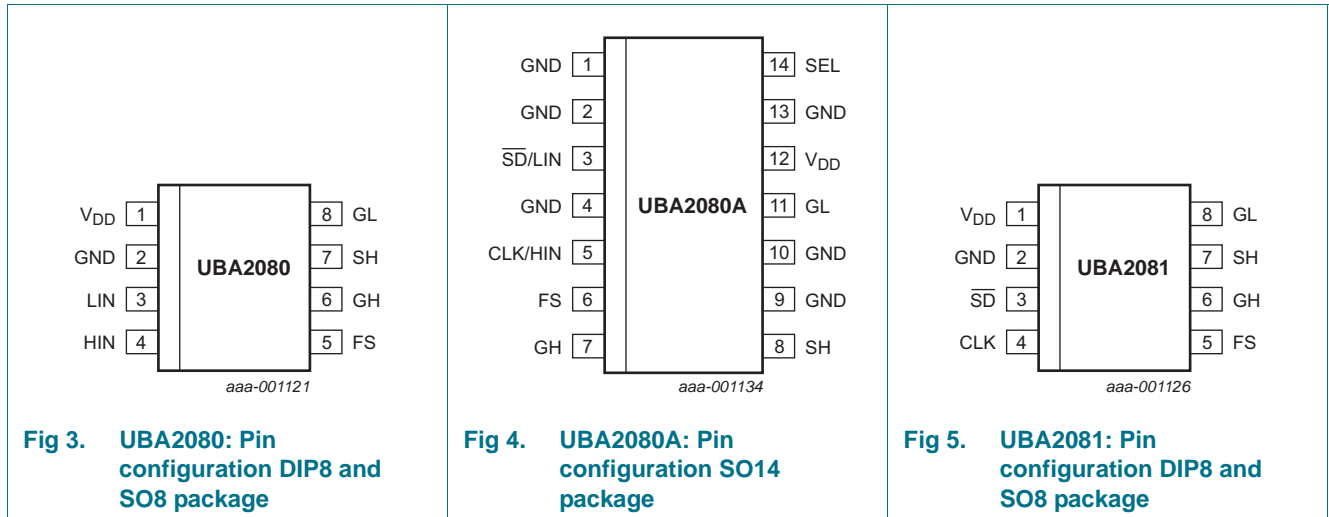 VDD 1 8 GL
GND 2 UBA2080 7 SH
LIN 3 6 GH
HIN 4 5 FS
aaa-001121
Fig 3. UBA2080: Pin
configuration DIP8 and
SO8 package
GND 1 14 SEL
GND 2 13 GND
S̅D̅/LIN 3 12 VDD
GND 4 UBA2080A 11 GL
CLK/HIN 5 10 GND
FS 6 9 GND
GH 7 8 SH
aaa-001134
Fig 4. UBA2080A: Pin
configuration SO14
package
VDD 1 8 GL
GND 2 UBA2081 7 SH
S̅D̅ 3 6 GH
CLK 4 5 FS
aaa-001126
Fig 5. UBA2081: Pin
configuration DIP8 and
SO8 package